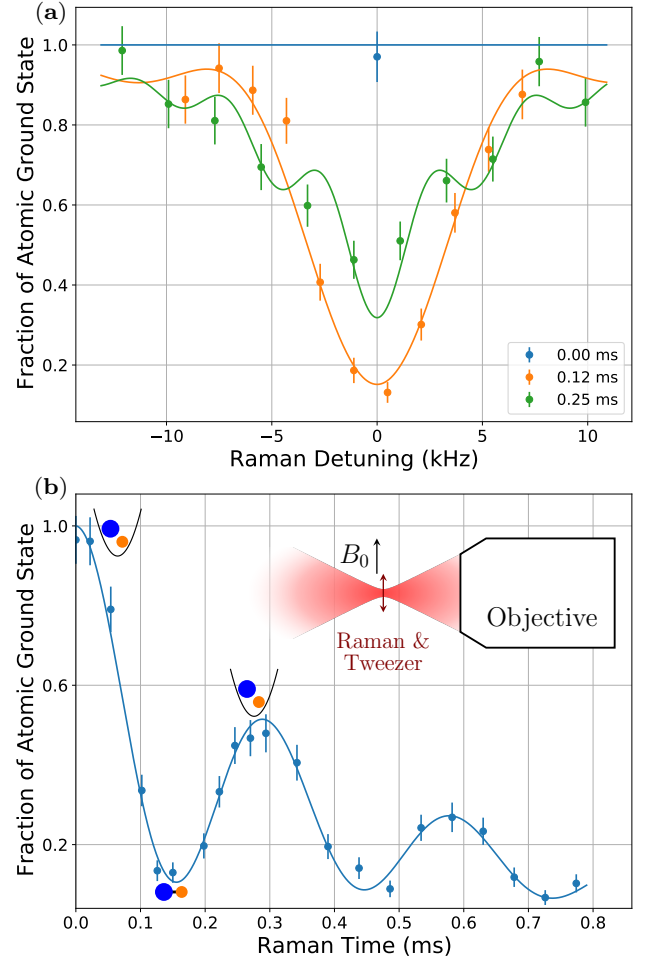 (a)
Fraction of Atomic Ground State
1.0
0.8
0.6
0.4
0.2
−10
−5
0
5
10
Raman Detuning (kHz)
0.00 ms
0.12 ms
0.25 ms
(b)
Fraction of Atomic Ground State
1.0
0.6
0.2
B0
Objective
Raman &
Tweezer
0.0
0.1
0.2
0.3
0.4
0.5
0.6
0.7
0.8
Raman Time (ms)